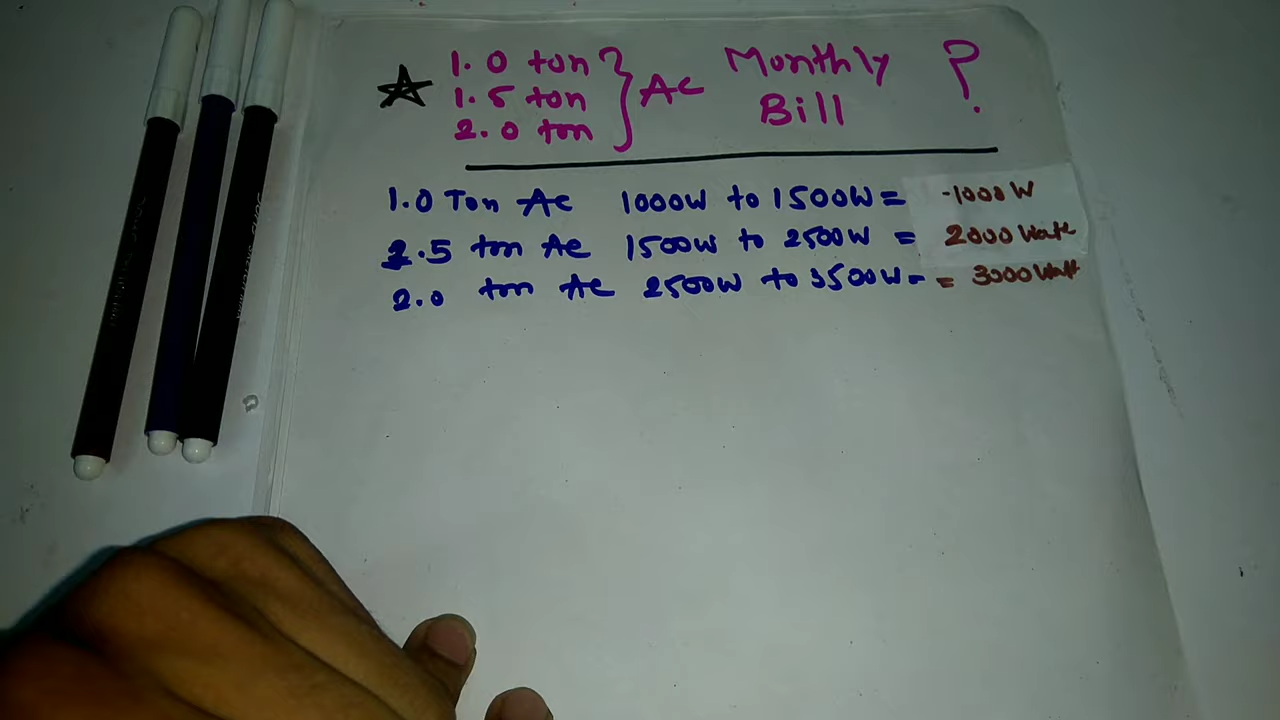 ★ 1.0 ton } AC Monthly Bill ?
1.5 ton
2.0 ton
1.0 Ton AC 1000W to 1500W = -1000 W
2.5 ton AC 1500W to 2500W = 2000 Watt
2.0 ton AC 2500W to 3500W = = 3000 Watt